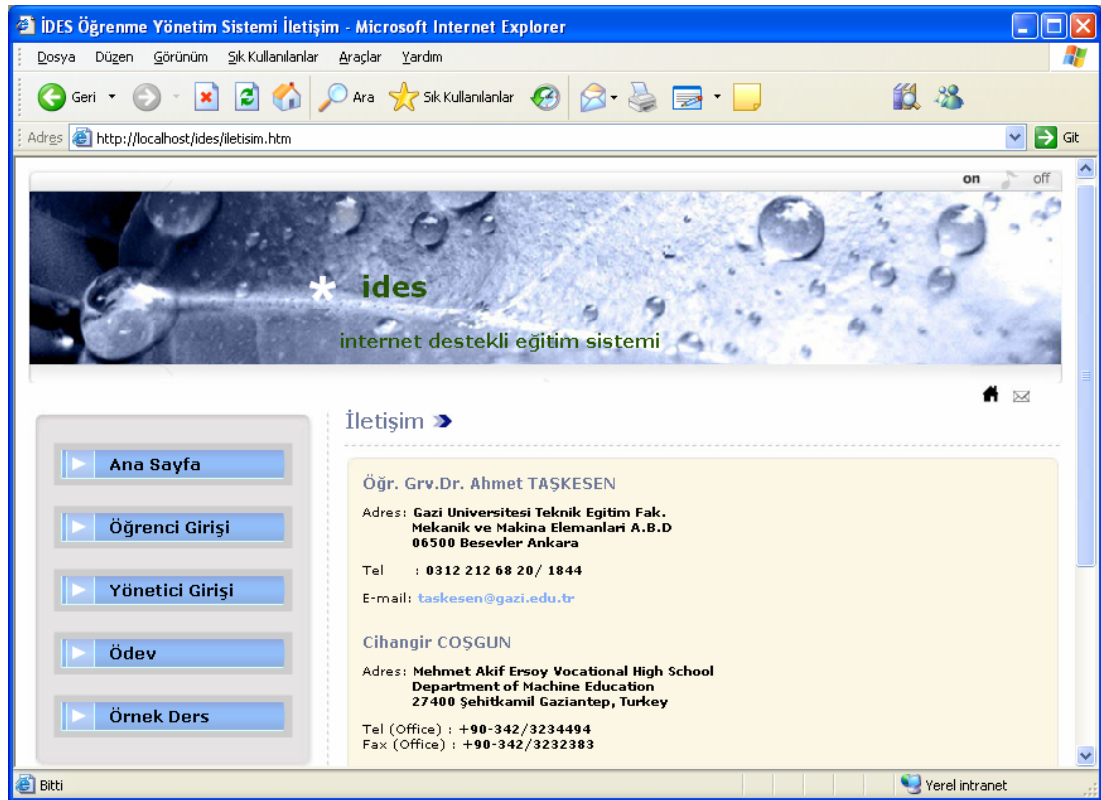 İDES Öğrenme Yönetim Sistemi İletişim - Microsoft Internet Explorer
Dosya Düzen Görünüm Sık Kullanılanlar Araçlar Yardım
Geri Ara Sık Kullanılanlar
Adres http://localhost/ides/iletisim.htm Git
on off
* ides
internet destekli eğitim sistemi
Ana Sayfa
Öğrenci Girişi
Yönetici Girişi
Ödev
Örnek Ders
İletişim
Öğr. Grv.Dr. Ahmet TAŞKESEN
Adres: Gazi Universitesi Teknik Egitim Fak.
Mekanik ve Makina Elemanlari A.B.D
06500 Besevler Ankara
Tel : 0312 212 68 20/ 1844
E-mail: taskesen@gazi.edu.tr
Cihangir COŞGUN
Adres: Mehmet Akif Ersoy Vocational High School
Department of Machine Education
27400 Şehitkamil Gaziantep, Turkey
Tel (Office) : +90-342/3234494
Fax (Office) : +90-342/3232383
Bitti Yerel intranet